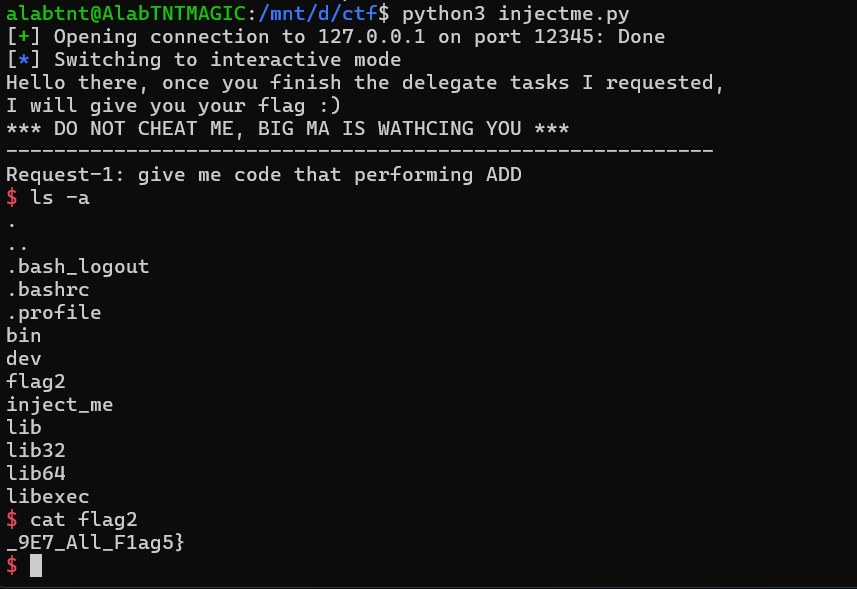 alabtnt@AlabTNTMAGIC:/mnt/d/ctf$ python3 injectme.py
[+] Opening connection to 127.0.0.1 on port 12345: Done
[*] Switching to interactive mode
Hello there, once you finish the delegate tasks I requested,
I will give you your flag :)
*** DO NOT CHEAT ME, BIG MA IS WATHCING YOU ***
------------------------------------------------------------
Request-1: give me code that performing ADD
$ ls -a
.
..
.bash_logout
.bashrc
.profile
bin
dev
flag2
inject_me
lib
lib32
lib64
libexec
$ cat flag2
_9E7_All_F1ag5}
$